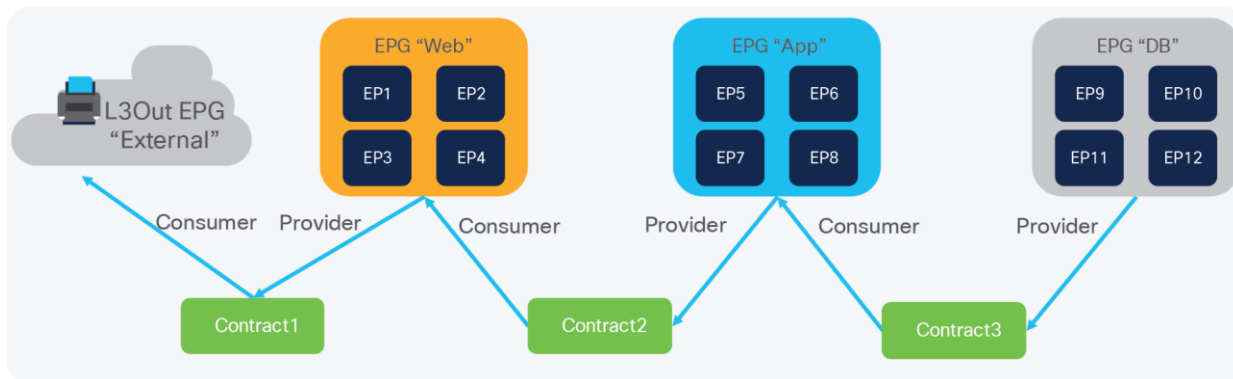 EPG “Web”
EP1
EP2
EP3
EP4
EPG “App”
EP5
EP6
EP7
EP8
EPG “DB”
EP9
EP10
EP11
EP12
L3Out EPG
“External”
Consumer
Provider
Consumer
Provider
Consumer
Provider
Contract1
Contract2
Contract3